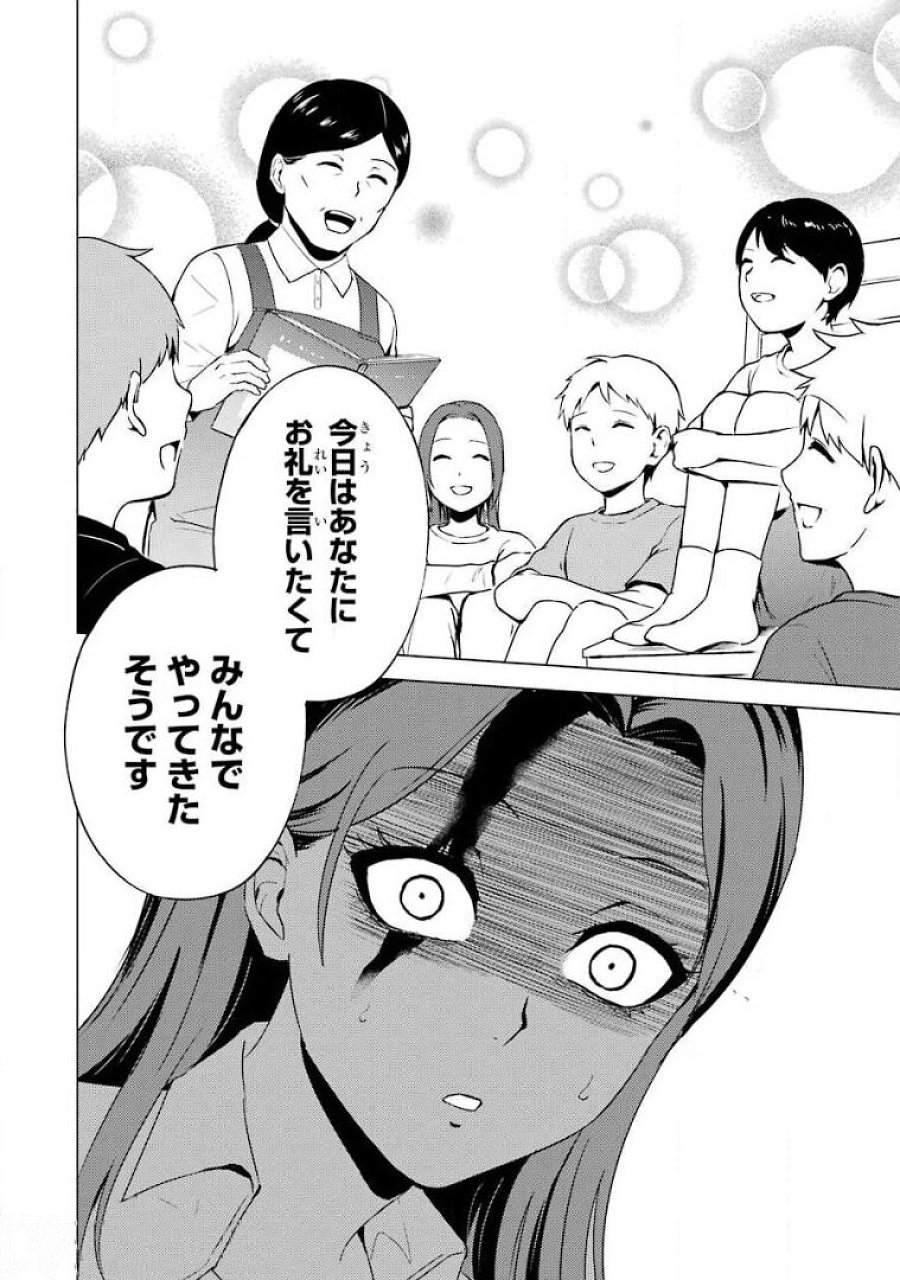 今日はあなたに
お礼を言いたくて
みんなで
やってきた
そうです